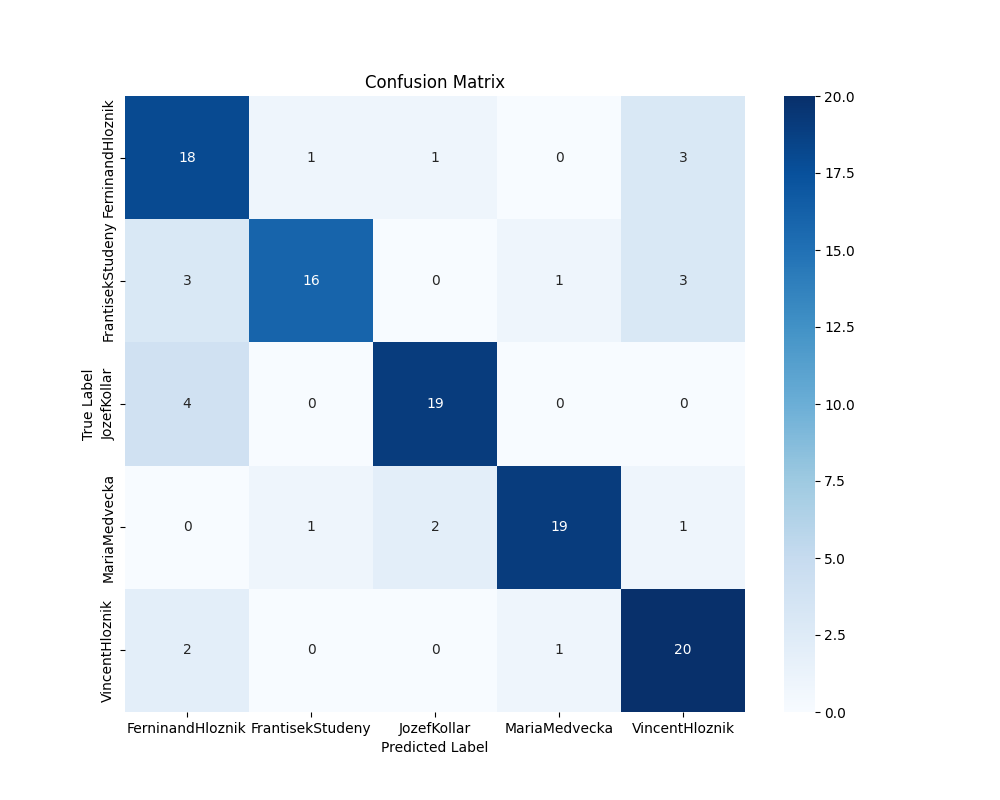 Confusion Matrix
True Label
FerninandHloznik
18 1 1 0 3
FrantisekStudeny
3 16 0 1 3
JozefKollar
4 0 19 0 0
MariaMedvecka
0 1 2 19 1
VincentHloznik
2 0 0 1 20
FerninandHloznik FrantisekStudeny JozefKollar MariaMedvecka VincentHloznik
Predicted Label
20.0
17.5
15.0
12.5
10.0
7.5
5.0
2.5
0.0